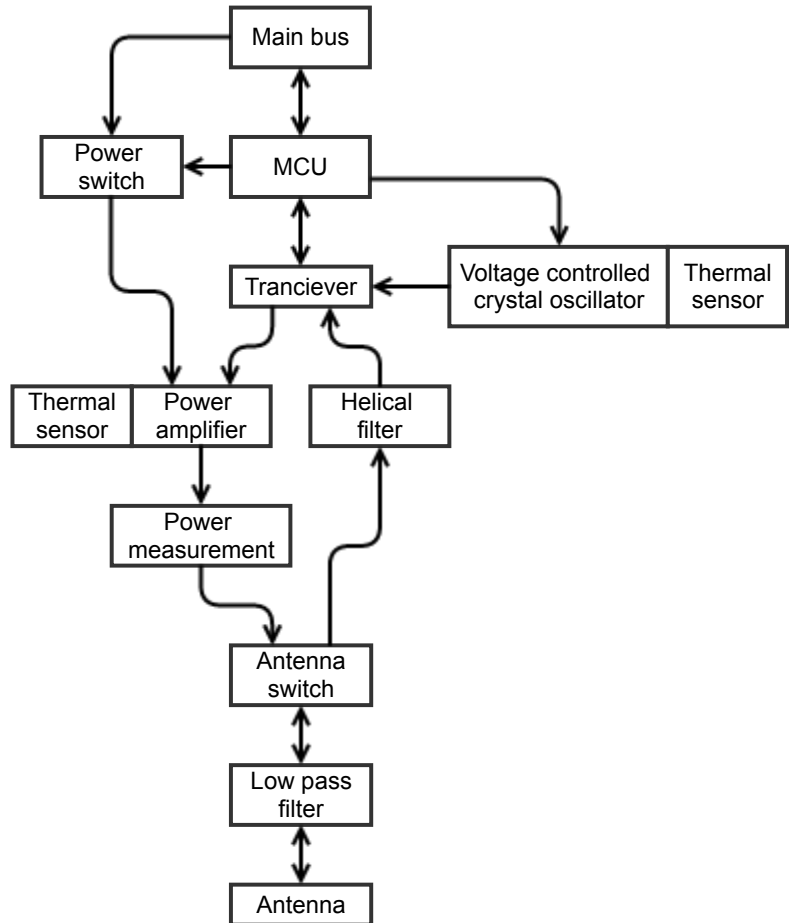 Main bus
Power
switch
MCU
Tranciever
Voltage controlled
crystal oscillator
Thermal
sensor
Thermal
sensor
Power
amplifier
Helical
filter
Power
measurement
Antenna
switch
Low pass
filter
Antenna